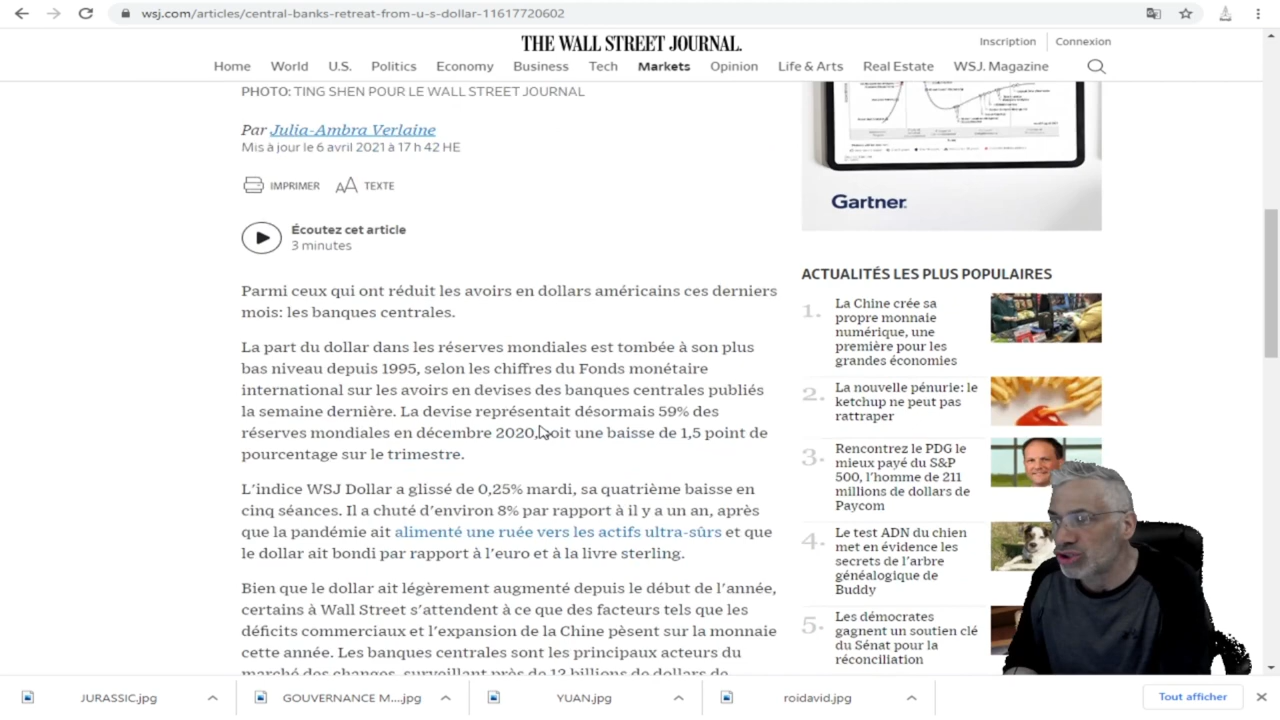 wsj.com/articles/central-banks-retreat-from-u-s-dollar-11617720602
THE WALL STREET JOURNAL.
Inscription
Connexion
Home World U.S. Politics Economy Business Tech Markets Opinion Life & Arts Real Estate WSJ. Magazine
PHOTO: TING SHEN POUR LE WALL STREET JOURNAL
Par Julia-Ambra Verlaine
Mis à jour le 6 avril 2021 à 17 h 42 HE
IMPRIMER AA TEXTE
Écoutez cet article
3 minutes
Parmi ceux qui ont réduit les avoirs en dollars américains ces derniers
mois: les banques centrales.
La part du dollar dans les réserves mondiales est tombée à son plus
bas niveau depuis 1995, selon les chiffres du Fonds monétaire
international sur les avoirs en devises des banques centrales publiés
la semaine dernière. La devise représentait désormais 59% des
réserves mondiales en décembre 2020, soit une baisse de 1,5 point de
pourcentage sur le trimestre.
L'indice WSJ Dollar a glissé de 0,25% mardi, sa quatrième baisse en
cinq séances. Il a chuté d'environ 8% par rapport à il y a un an, après
que la pandémie ait alimenté une ruée vers les actifs ultra-sûrs et que
le dollar ait bondi par rapport à l'euro et à la livre sterling.
Bien que le dollar ait légèrement augmenté depuis le début de l'année,
certains à Wall Street s'attendent à ce que des facteurs tels que les
déficits commerciaux et l'expansion de la Chine pèsent sur la monnaie
cette année. Les banques centrales sont les principaux acteurs du
marché des changes, surveillant près de 12 billions de dollars de
Gartner
ACTUALITÉS LES PLUS POPULAIRES
1. La Chine crée sa
propre monnaie
numérique, une
première pour les
grandes économies
2. La nouvelle pénurie: le
ketchup ne peut pas
rattraper
3. Rencontrez le PDG le
mieux payé du S&P
500, l'homme de 211
millions de dollars de
Paycom
4. Le test ADN du chien
met en évidence les
secrets de l'arbre
généalogique de
Buddy
5. Les démocrates
gagnent un soutien clé
du Sénat pour la
réconciliation
JURASSIC.jpg
GOUVERNANCE M....jpg
YUAN.jpg
roidavid.jpg
Tout afficher